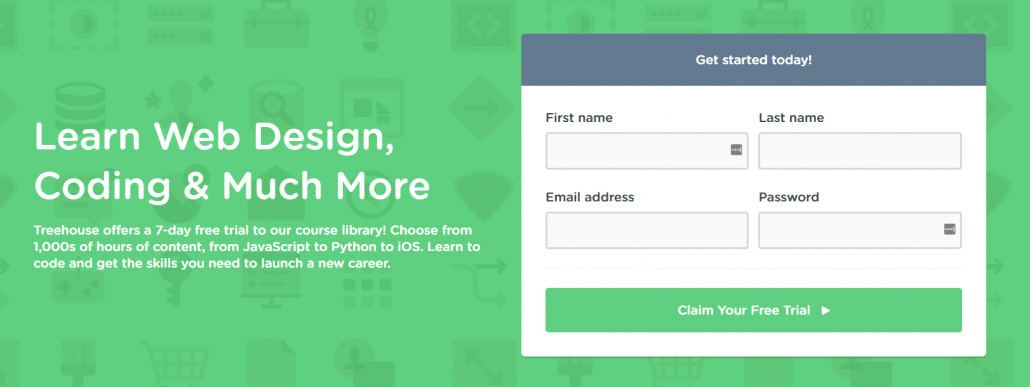 Learn Web Design,
Coding & Much More
Treehouse offers a 7-day free trial to our course library! Choose from
1,000s of hours of content, from JavaScript to Python to iOS. Learn to
code and get the skills you need to launch a new career.
Get started today!
First name
Last name
Email address
Password
Claim Your Free Trial